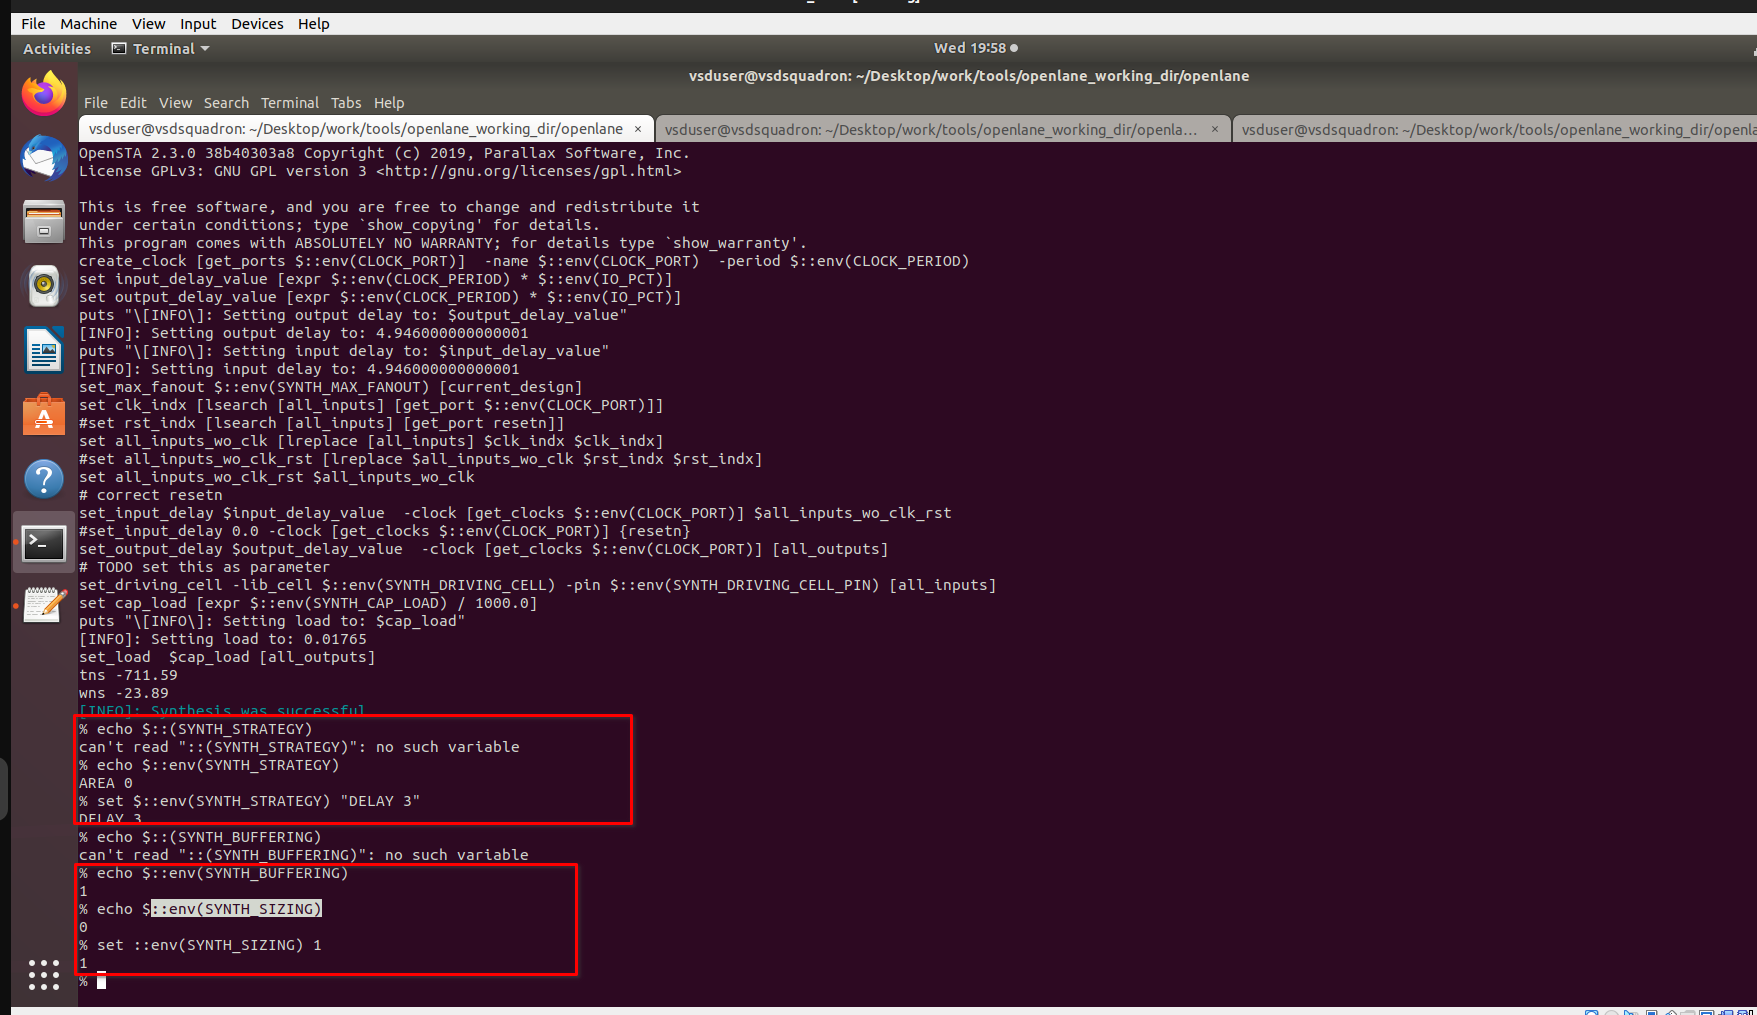 File Machine View Input Devices Help
Activities Terminal Wed 19:58
vsduser@vsdsquadron: ~/Desktop/work/tools/openlane_working_dir/openlane
File Edit View Search Terminal Tabs Help
vsduser@vsdsquadron: ~/Desktop/work/tools/openlane_working_dir/openlane × vsduser@vsdsquadron: ~/Desktop/work/tools/openlane_working_dir/openla... × vsduser@vsdsquadron: ~/Desktop/work/tools/openlane_working_dir/openla
OpenSTA 2.3.0 38b40303a8 Copyright (c) 2019, Parallax Software, Inc.
License GPLv3: GNU GPL version 3 <http://gnu.org/licenses/gpl.html>
This is free software, and you are free to change and redistribute it
under certain conditions; type `show_copying' for details.
This program comes with ABSOLUTELY NO WARRANTY; for details type `show_warranty'.
create_clock [get_ports $::env(CLOCK_PORT)]  -name $::env(CLOCK_PORT)  -period $::env(CLOCK_PERIOD)
set input_delay_value [expr $::env(CLOCK_PERIOD) * $::env(IO_PCT)]
set output_delay_value [expr $::env(CLOCK_PERIOD) * $::env(IO_PCT)]
puts "\[INFO\]: Setting output delay to: $output_delay_value"
[INFO]: Setting output delay to: 4.946000000000001
puts "\[INFO\]: Setting input delay to: $input_delay_value"
[INFO]: Setting input delay to: 4.946000000000001
set_max_fanout $::env(SYNTH_MAX_FANOUT) [current_design]
set clk_indx [lsearch [all_inputs] [get_port $::env(CLOCK_PORT)]]
#set rst_indx [lsearch [all_inputs] [get_port resetn]]
set all_inputs_wo_clk [lreplace [all_inputs] $clk_indx $clk_indx]
#set all_inputs_wo_clk_rst [lreplace $all_inputs_wo_clk $rst_indx $rst_indx]
set all_inputs_wo_clk_rst $all_inputs_wo_clk
# correct resetn
set_input_delay $input_delay_value  -clock [get_clocks $::env(CLOCK_PORT)] $all_inputs_wo_clk_rst
#set_input_delay 0.0 -clock [get_clocks $::env(CLOCK_PORT)] {resetn}
set_output_delay $output_delay_value  -clock [get_clocks $::env(CLOCK_PORT)] [all_outputs]
# TODO set this as parameter
set_driving_cell -lib_cell $::env(SYNTH_DRIVING_CELL) -pin $::env(SYNTH_DRIVING_CELL_PIN) [all_inputs]
set cap_load [expr $::env(SYNTH_CAP_LOAD) / 1000.0]
puts "\[INFO\]: Setting load to: $cap_load"
[INFO]: Setting load to: 0.01765
set_load  $cap_load [all_outputs]
tns -711.59
wns -23.89
[INFO]: Synthesis was successful
% echo $::(SYNTH_STRATEGY)
can't read "::(SYNTH_STRATEGY)": no such variable
% echo $::env(SYNTH_STRATEGY)
AREA 0
% set $::env(SYNTH_STRATEGY) "DELAY 3"
DELAY 3
% echo $::(SYNTH_BUFFERING)
can't read "::(SYNTH_BUFFERING)": no such variable
% echo $::env(SYNTH_BUFFERING)
1
% echo $::env(SYNTH_SIZING)
0
% set ::env(SYNTH_SIZING) 1
1
%